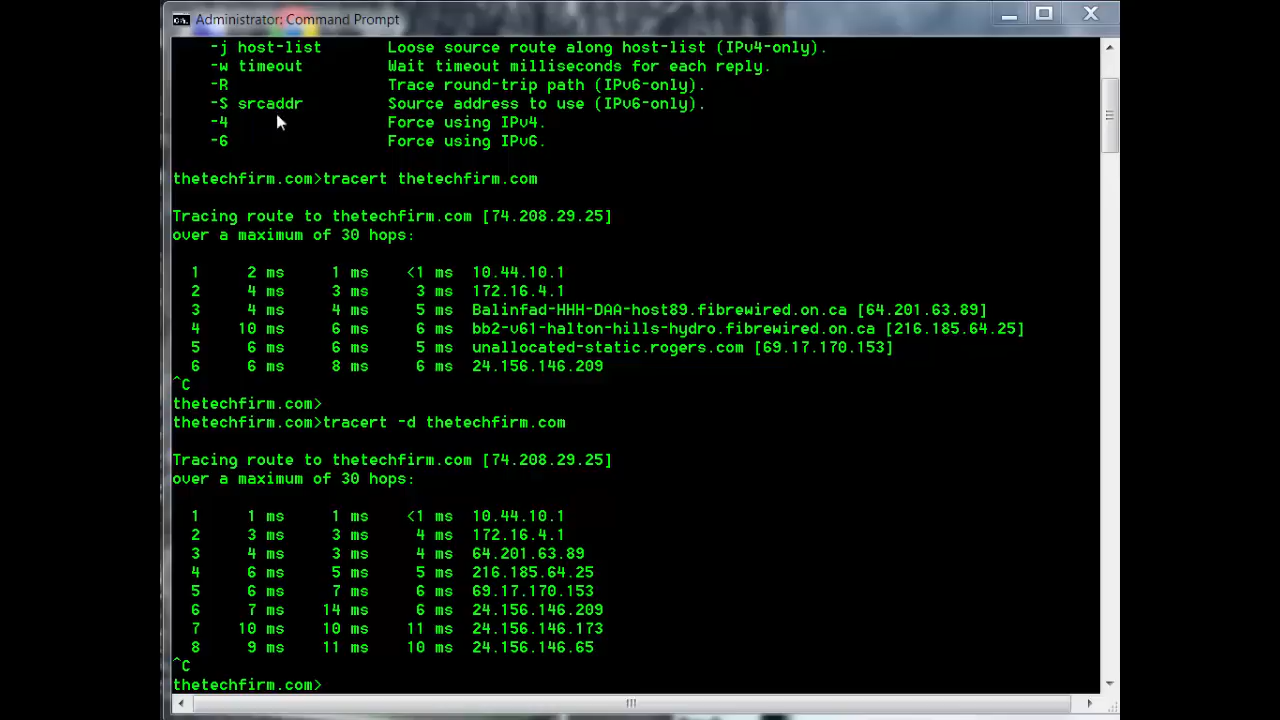 Administrator: Command Prompt
-j host-list Loose source route along host-list (IPv4-only).
-w timeout Wait timeout milliseconds for each reply.
-R Trace round-trip path (IPv6-only).
-S srcaddr Source address to use (IPv6-only).
-4 Force using IPv4.
-6 Force using IPv6.
thetechfirm.com>tracert thetechfirm.com
Tracing route to thetechfirm.com [74.208.29.25]
over a maximum of 30 hops:
1 2 ms 1 ms <1 ms 10.44.10.1
2 4 ms 3 ms 3 ms 172.16.4.1
3 4 ms 4 ms 5 ms Balinfad-HHH-DAA-host89.fibrewired.on.ca [64.201.63.89]
4 10 ms 6 ms 6 ms bb2-v61-halton-hills-hydro.fibrewired.on.ca [216.185.64.25]
5 6 ms 6 ms 5 ms unallocated-static.rogers.com [69.17.170.153]
6 6 ms 8 ms 6 ms 24.156.146.209
^C
thetechfirm.com>
thetechfirm.com>tracert -d thetechfirm.com
Tracing route to thetechfirm.com [74.208.29.25]
over a maximum of 30 hops:
1 1 ms 1 ms <1 ms 10.44.10.1
2 3 ms 3 ms 4 ms 172.16.4.1
3 4 ms 3 ms 4 ms 64.201.63.89
4 6 ms 5 ms 5 ms 216.185.64.25
5 6 ms 7 ms 6 ms 69.17.170.153
6 7 ms 14 ms 6 ms 24.156.146.209
7 10 ms 10 ms 11 ms 24.156.146.173
8 9 ms 11 ms 10 ms 24.156.146.65
^C
thetechfirm.com>